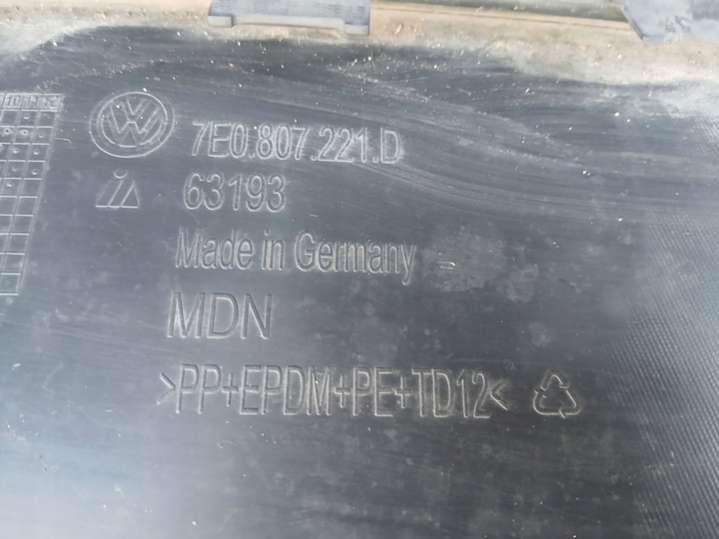 7E0.807.221.D
63193
Made in Germany
MDN
>PP+EPDM+PE+TD12<